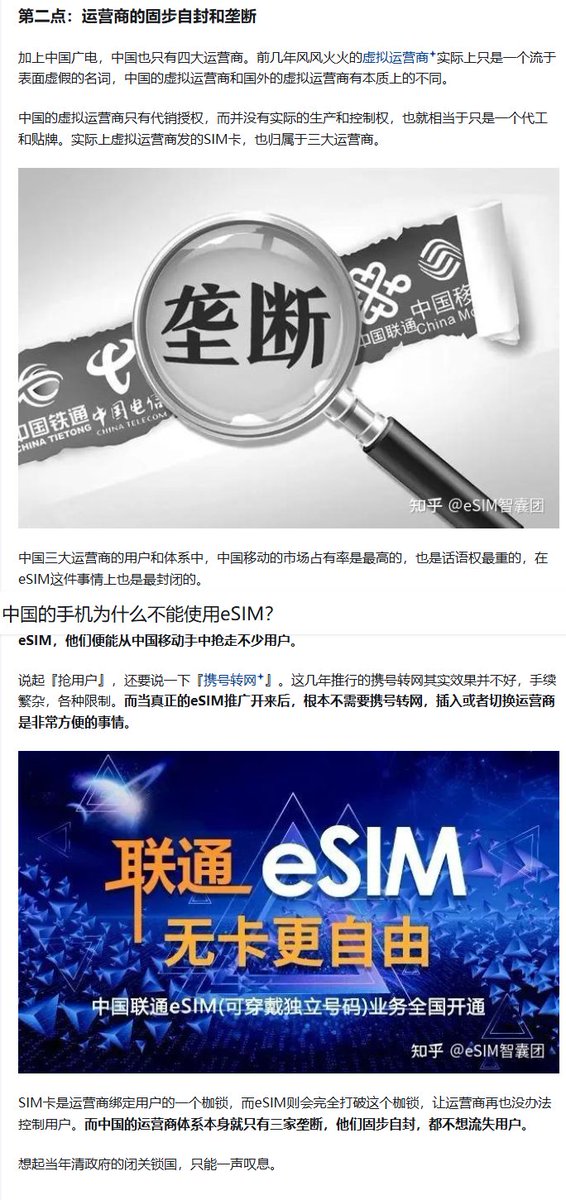 第二点：运营商的固步自封和垄断
加上中国广电，中国也只有四大运营商。前几年风风火火的虚拟运营商实际上只是一个流于
表面虚假的名词，中国的虚拟运营商和国外的虚拟运营商有本质上的不同。
中国的虚拟运营商只有代销授权，而并没有实际的生产和控制权，也就相当于只是一个代工
和贴牌。实际上虚拟运营商发的SIM卡，也归属于三大运营商。
垄断
中国铁通
CHINA TIETONG
中国电信
CHINA TELECOM
中国联通
中国移
China Mo
知乎 @eSIM智囊团
中国三大运营商的用户和体系中，中国移动的市场占有率是最高的，也是话语权最重的，在
eSIM这件事情上也是最封闭的。
中国的手机为什么不能使用eSIM？
eSIM，他们便能从中国移动手中抢走不少用户。
说起『抢用户』，还要说一下『携号转网』。这几年推行的携号转网其实效果并不好，手续
繁杂，各种限制。而当真正的eSIM推广开来后，根本不需要携号转网，插入或者切换运营商
是非常方便的事情。
联通 eSIM
无卡更自由
中国联通eSIM(可穿戴独立号码)业务全国开通
知乎 @eSIM智囊团
SIM卡是运营商绑定用户的一个枷锁，而eSIM则会完全打破这个枷锁，让运营商再也没办法
控制用户。而中国的运营商体系本身就只有三家垄断，他们固步自封，都不想流失用户。
想起当年清政府的闭关锁国，只能一声叹息。